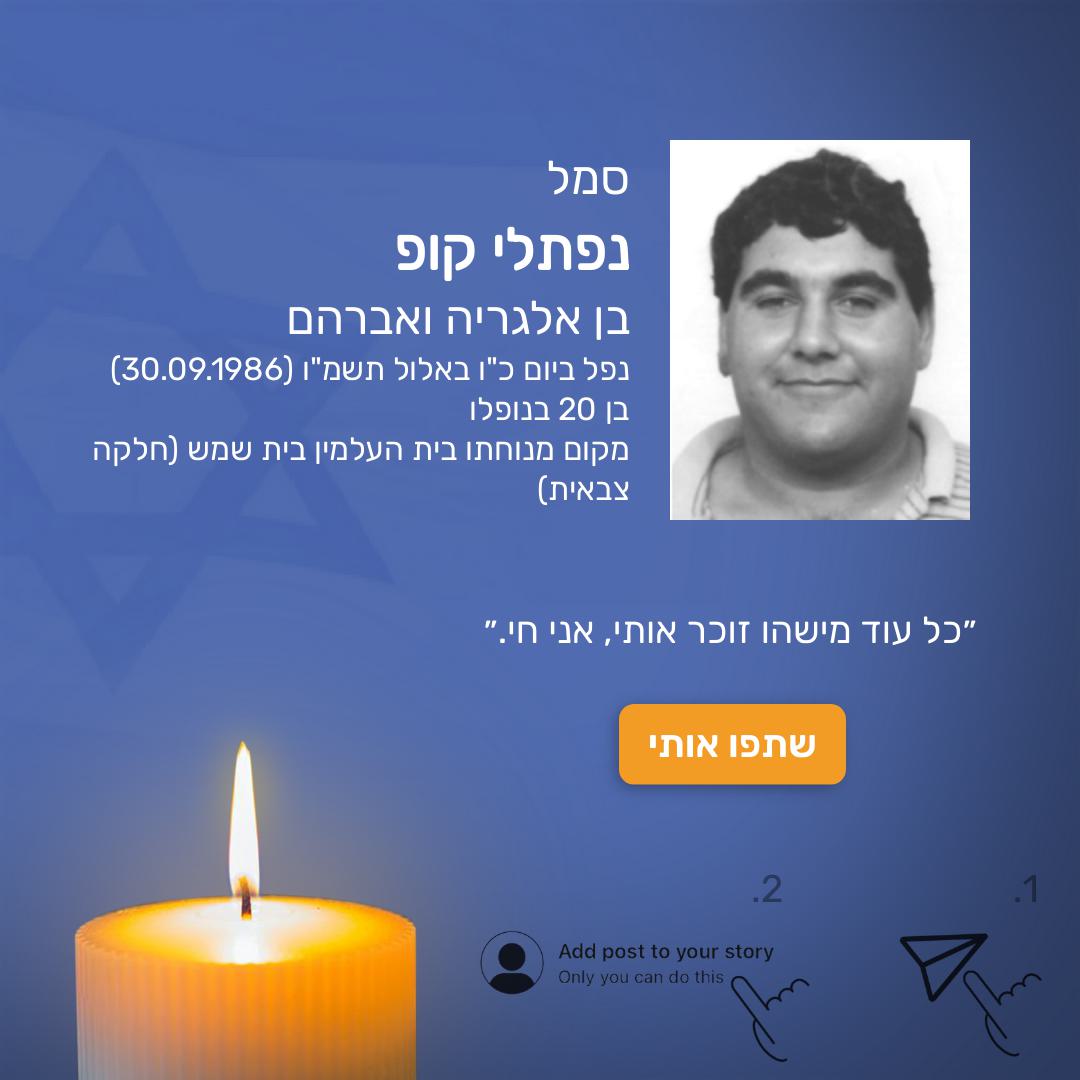 סמל
נפתלי קופ
בן אלגריה ואברהם
נפל ביום כ"ו באלול תשמ"ו (30.09.1986)
בן 20 בנופלו
מקום מנוחתו בית העלמין בית שמש (חלקה
צבאית)
״כל עוד מישהו זוכר אותי, אני חי.״
שתפו אותי
1.
2.
Add post to your story
Only you can do this